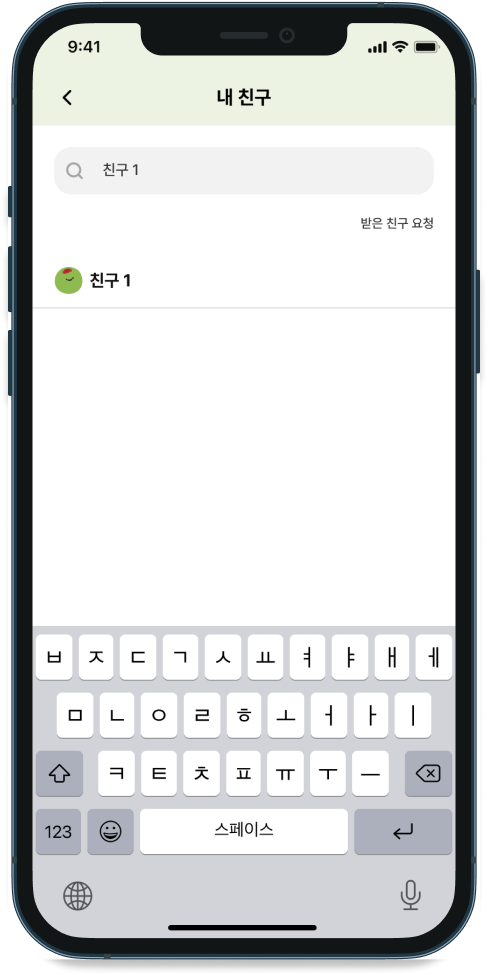 9:41
내 친구
친구 1
받은 친구 요청
친구 1
ㅂ ㅈ ㄷ ㄱ ㅅ ㅛ ㅕ ㅑ ㅐ ㅔ
ㅁ ㄴ ㅇ ㄹ ㅎ ㅗ ㅓ ㅏ ㅣ
ㅋ ㅌ ㅊ ㅍ ㅠ ㅜ ㅡ
123 스페이스